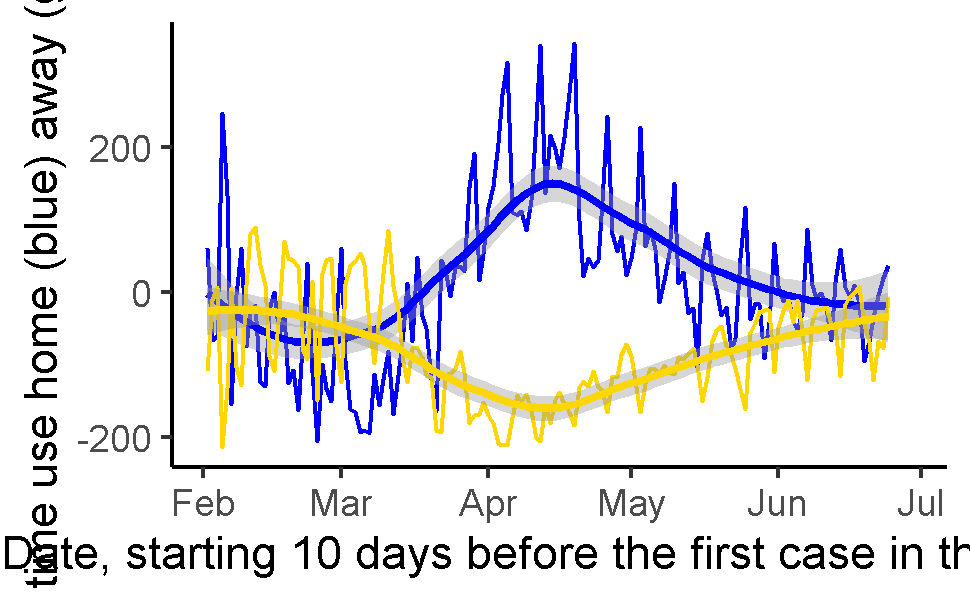 time use home (blue) away (
200
0
-200
Feb Mar Apr May Jun Jul
Date, starting 10 days before the first case in th